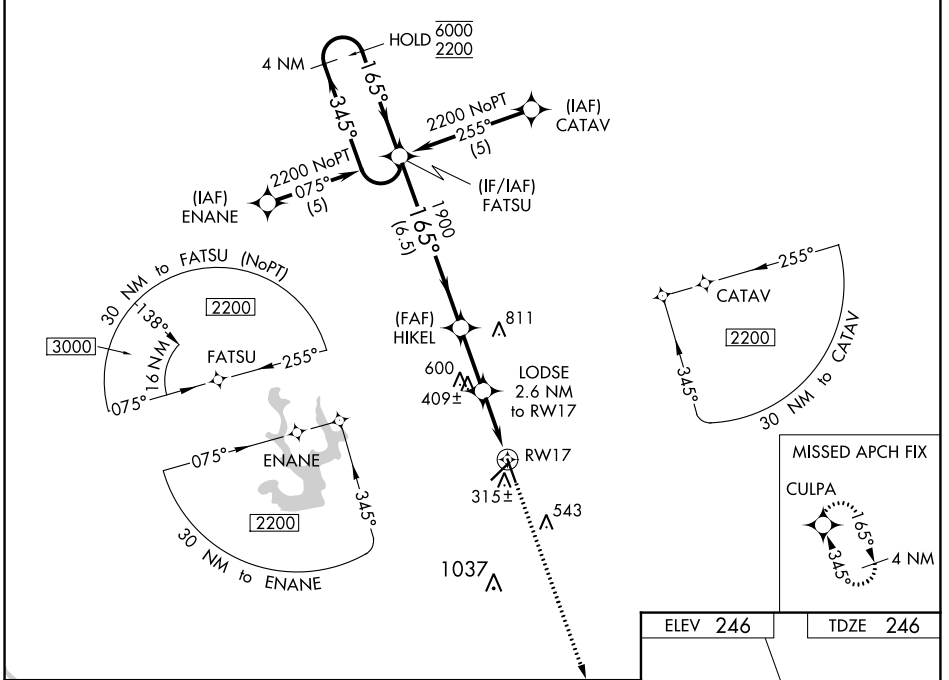 HOLD 6000
2200
4 NM
165°
345°
2200 NoPT
255°
(5)
(IAF)
CATAV
2200 NoPT
075°
(5)
(IAF)
ENANE
(IF/IAF)
FATSU
1900
165°
(6.5)
30 NM to FATSU (NoPT)
2200
138°
3000
16 NM
FATSU
255°
075°
(FAF)
HIKEL
811
600
409±
LODSE
2.6 NM
to RW17
255°
CATAV
2200
345°
30 NM to CATAV
075°
ENANE
345°
2200
30 NM to ENANE
RW17
315±
543
1037
MISSED APCH FIX
CULPA
165°
345°
4 NM
ELEV 246
TDZE 246